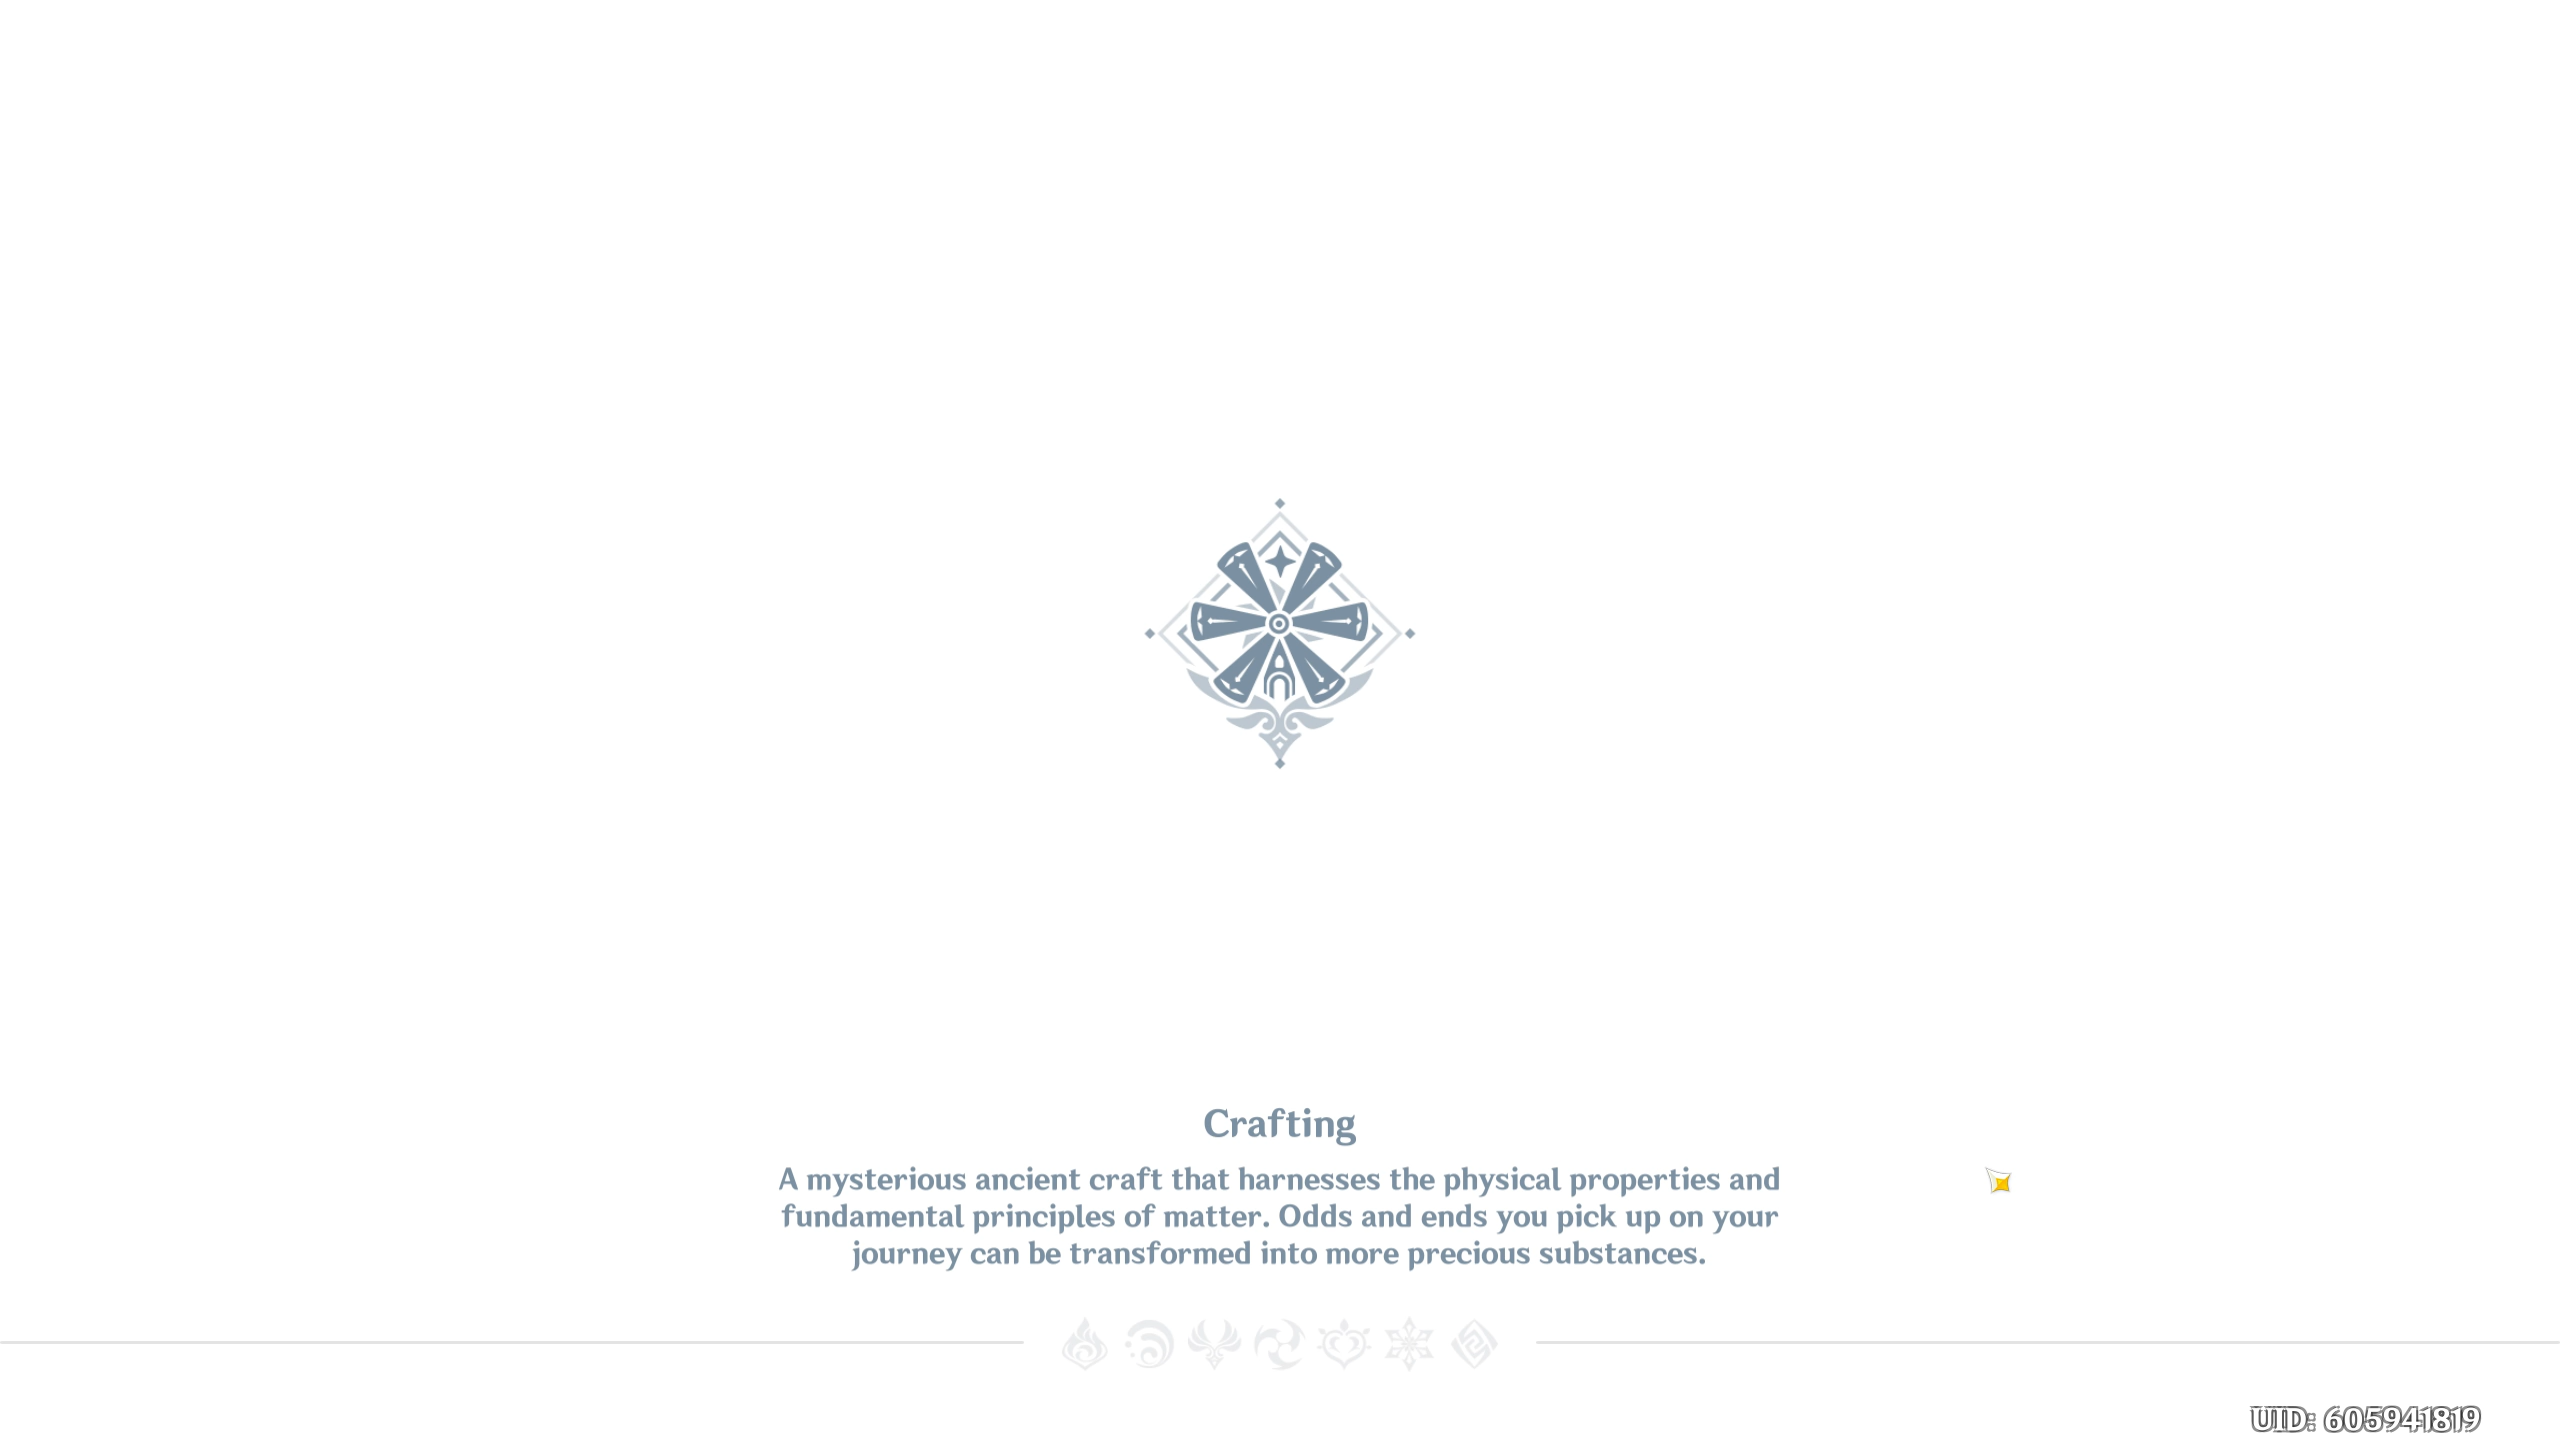 Crafting
A mysterious ancient craft that harnesses the physical properties and
fundamental principles of matter. Odds and ends you pick up on your
journey can be transformed into more precious substances.
UID: 605941819